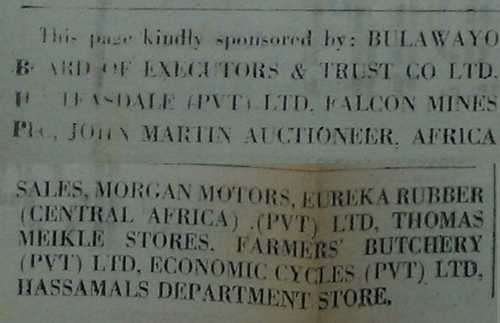 This page kindly sponsored by: BULAWAYO
BOARD OF EXECUTORS & TRUST CO LTD.
TEASDALE (PVT) LTD, FALCON MINES
PLC, JOHN MARTIN AUCTIONEER, AFRICA
SALES, MORGAN MOTORS, EUREKA RUBBER
(CENTRAL AFRICA) (PVT) LTD, THOMAS
MEIKLE STORES. FARMERS' BUTCHERY
(PVT) LTD, ECONOMIC CYCLES (PVT) LTD,
HASSAMALS DEPARTMENT STORE.